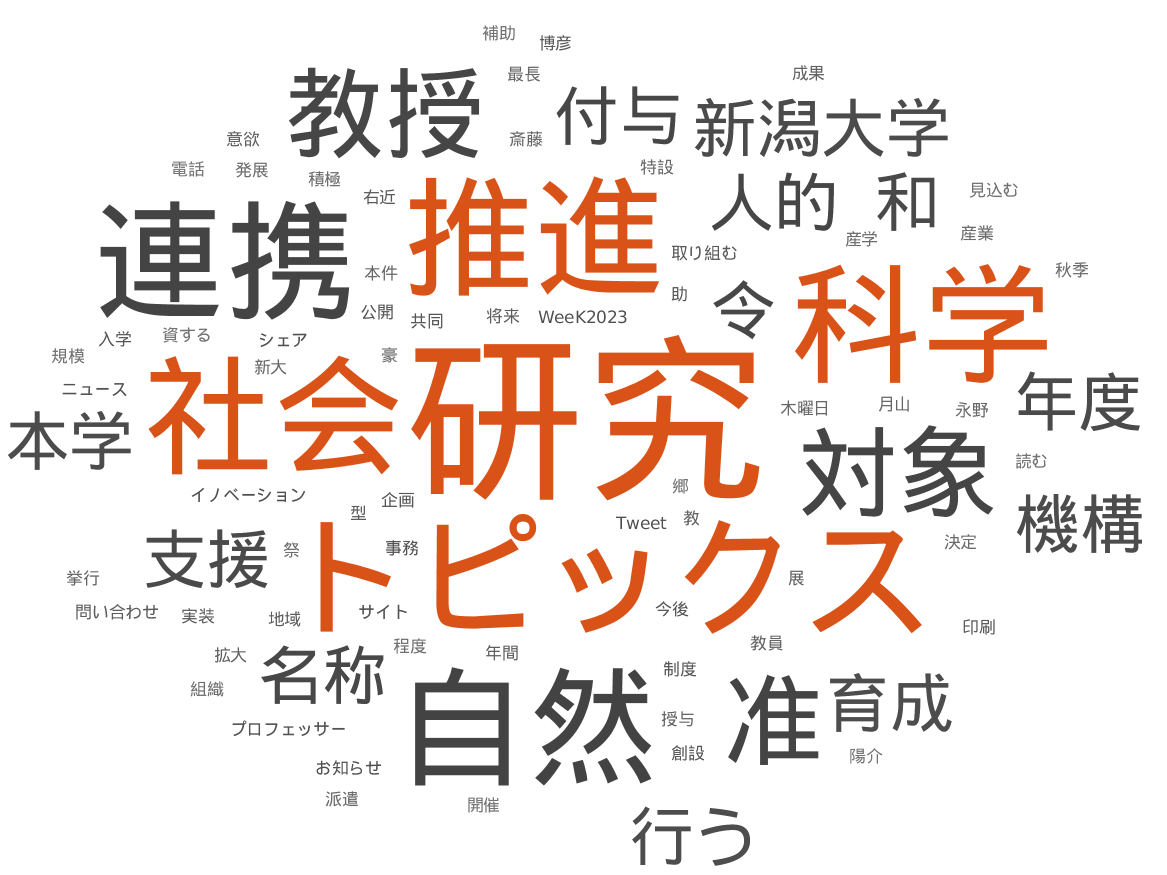 補助
博彦
教授
最長
成果
付与
新潟大学
意欲
斎藤
電話
発展
積極
特設
右近
推進
人的
和
見込む
連携
取り組む
産学
産業
本件
秋季
助
令
科学
公開
共同
将来
WeeK2023
入学
資する
シェア
規模
新大
豪
研究
社会
ニュース
木曜日
月山
永野
年度
本学
対象
読む
イノベーション
企画
郷
型
Tweet
教
機構
支援
祭
事務
トピックス
決定
挙行
展
問い合わせ
実装
地域
サイト
今後
印刷
拡大
名称
程度
年間
教員
組織
自然
制度
准
育成
プロフェッサー
授与
創設
陽介
お知らせ
派遣
開催
行う